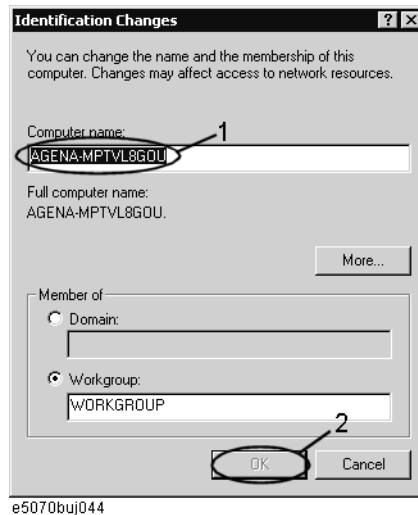 Identification Changes
You can change the name and the membership of this
computer. Changes may affect access to network resources.
Computer name:
1
AGENA-MPTVL8GOU
Full computer name:
AGENA-MPTVL8GOU.
More...
Member of
Domain:
Workgroup:
WORKGROUP
2
OK
Cancel
e5070buj044